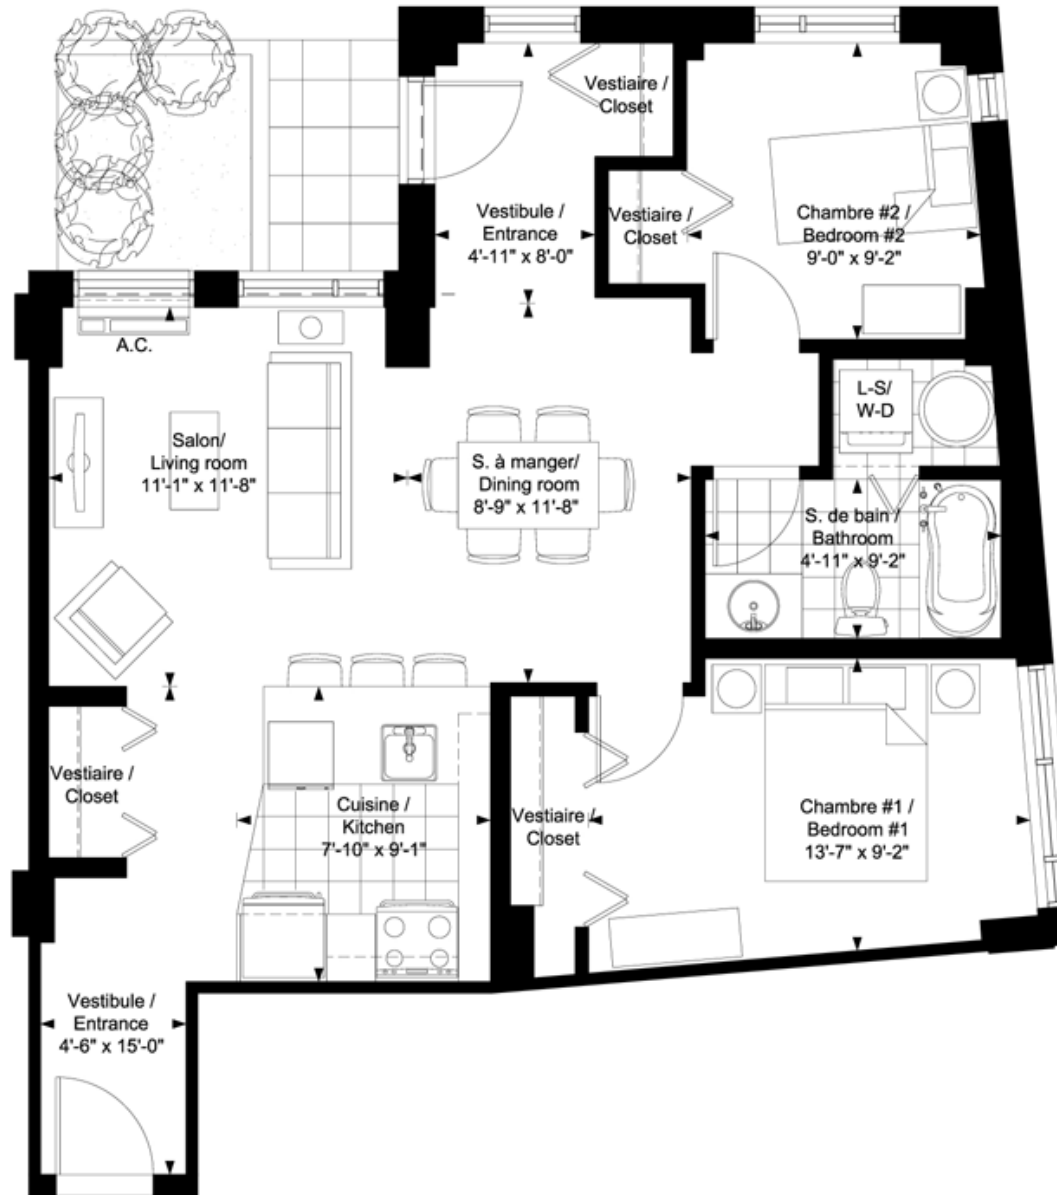 Vestiaire /
Closet
Vestibule /
Entrance
4'-11" x 8'-0"
Vestiaire /
Closet
Chambre #2 /
Bedroom #2
9'-0" x 9'-2"
A.C.
L-S/
W-D
Salon/
Living room
11'-1" x 11'-8"
S. à manger/
Dining room
8'-9" x 11'-8"
S. de bain /
Bathroom
4'-11" x 9'-2"
Vestiaire /
Closet
Cuisine /
Kitchen
7'-10" x 9'-1"
Vestiaire /
Closet
Chambre #1 /
Bedroom #1
13'-7" x 9'-2"
Vestibule /
Entrance
4'-6" x 15'-0"